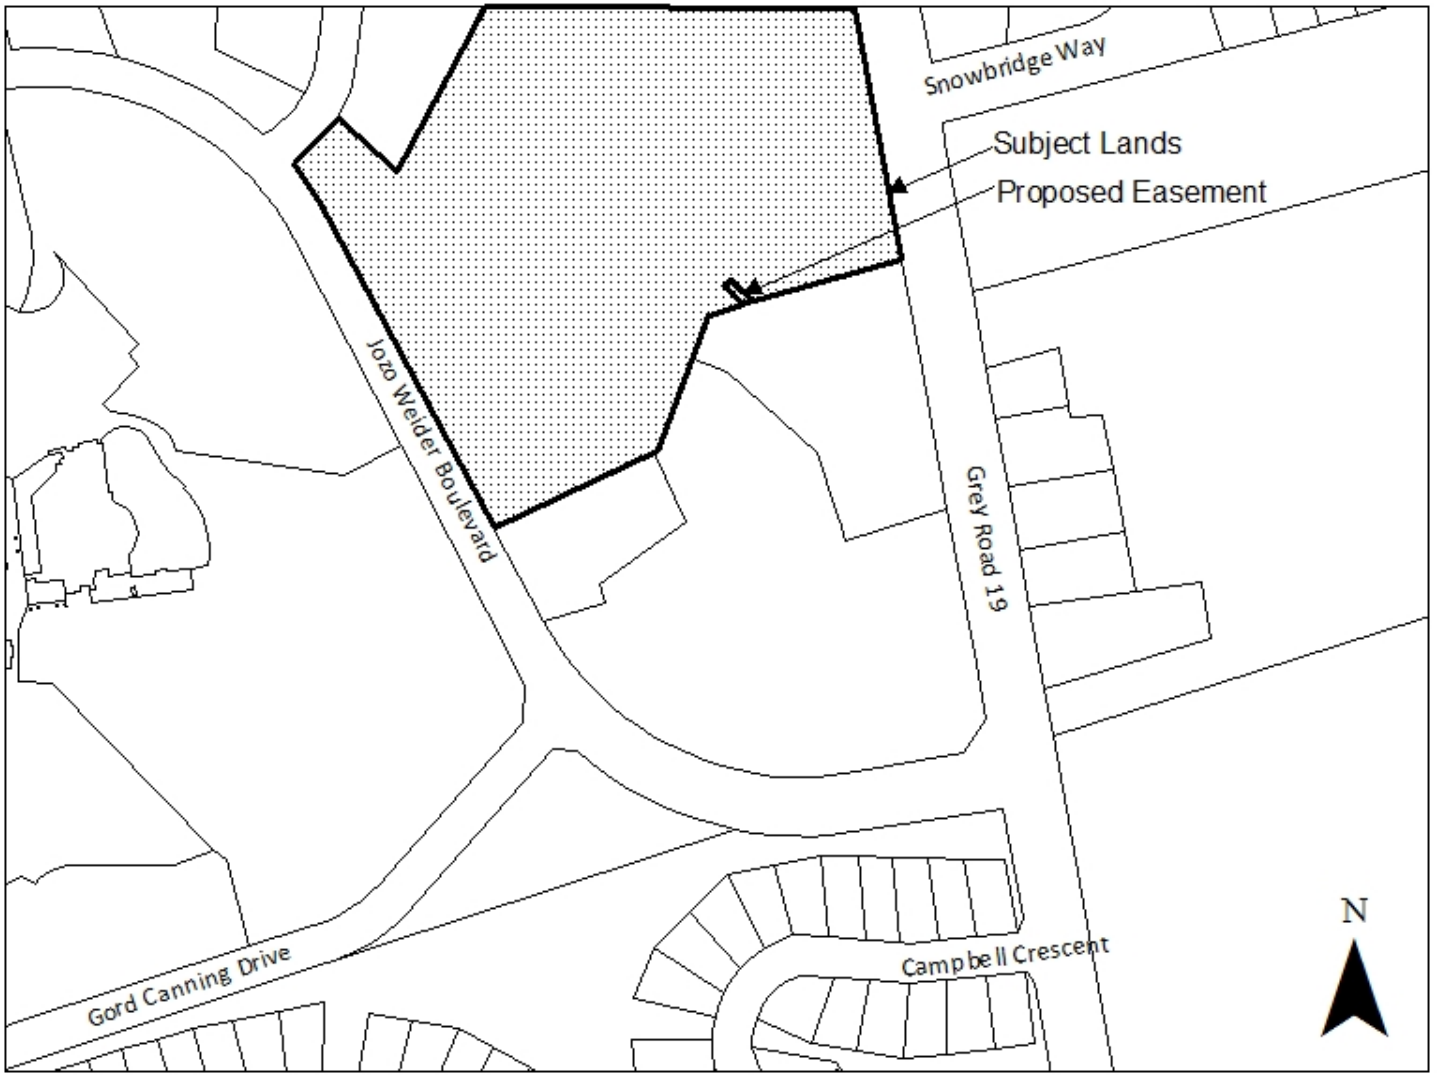 Snowbridge Way
Subject Lands
Proposed Easement
Jozo Weider Boulevard
Grey Road 19
N
Campbell Crescent
Gord Canning Drive